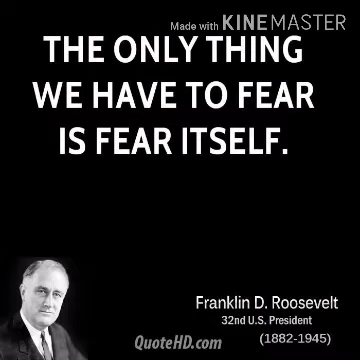 Made with KINEMASTER
THE ONLY THING
WE HAVE TO FEAR
IS FEAR ITSELF.
Franklin D. Roosevelt
32nd U.S. President
(1882-1945)
QuoteHD.com